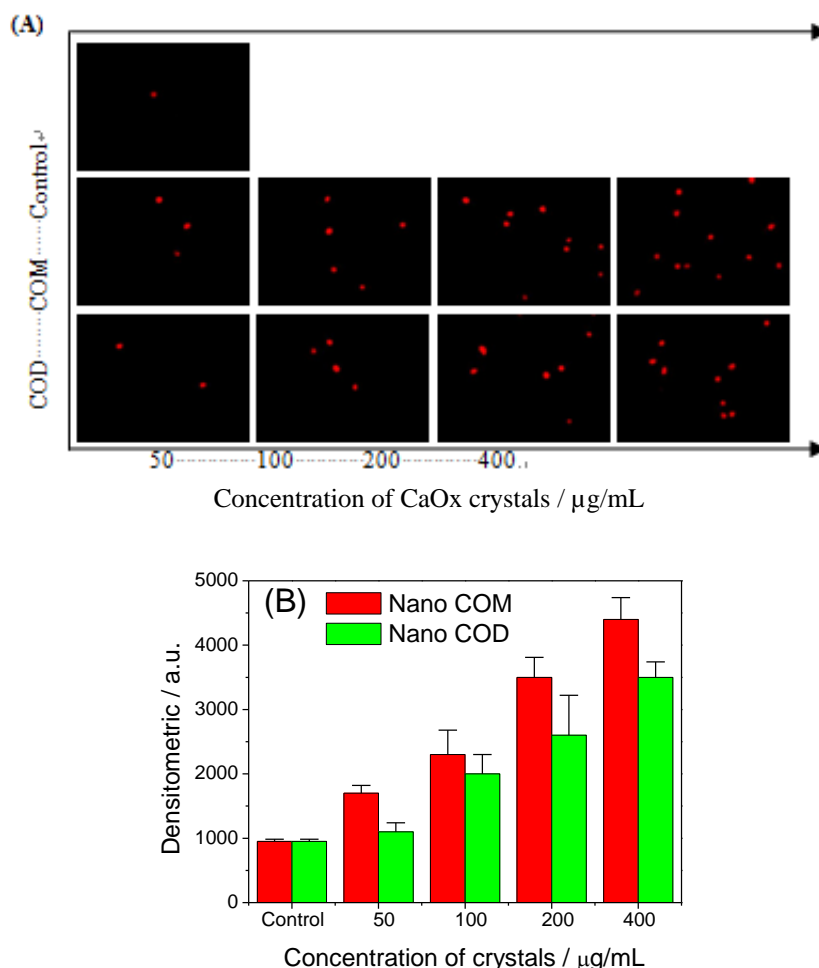 (A)
Control
COM
COD
50------------100------------200------------400
Concentration of CaOx crystals / µg/mL
(B)
Nano COM
Nano COD
Densitometric / a.u.
5000
4000
3000
2000
1000
0
Control 50 100 200 400
Concentration of crystals / μg/mL